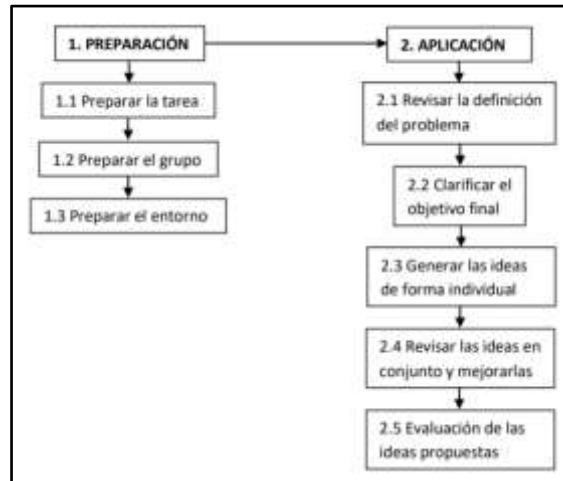 1. PREPARACIÓN
1.1 Preparar la tarea
1.2 Preparar el grupo
1.3 Preparar el entorno
2. APLICACIÓN
2.1 Revisar la definición
del problema
2.2 Clarificar el
objetivo final
2.3 Generar las ideas
de forma individual
2.4 Revisar las ideas en
conjunto y mejorarlas
2.5 Evaluación de las
ideas propuestas